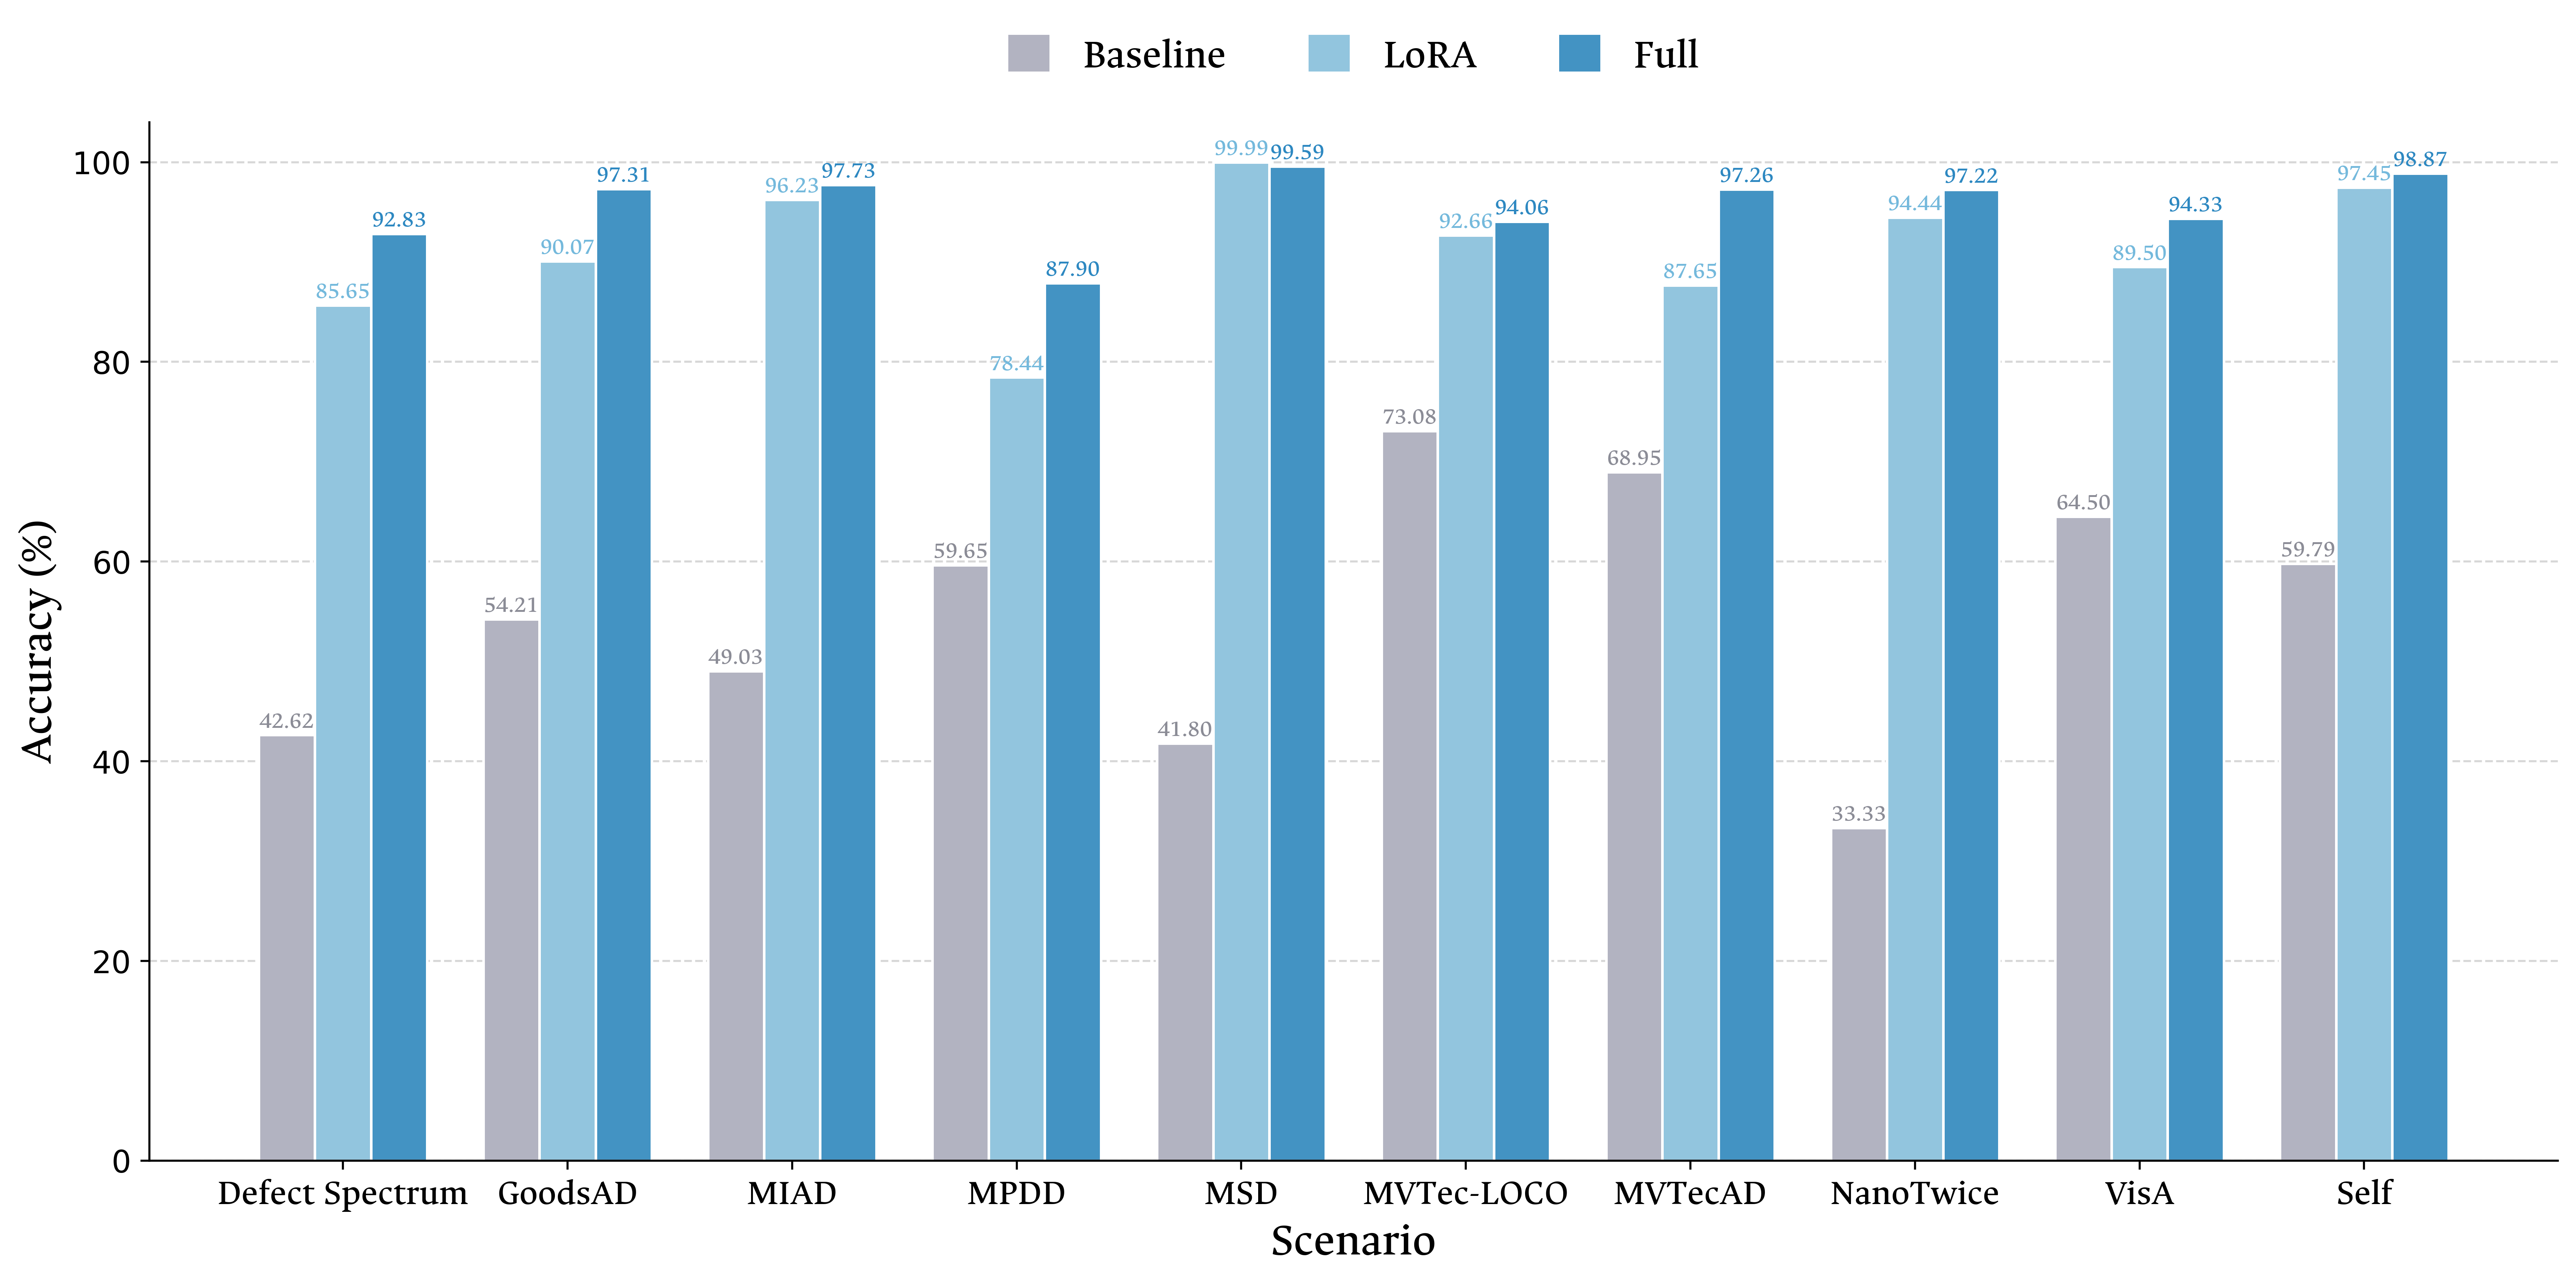 Baseline LoRA Full
Accuracy (%)
100
80
60
40
20
0
42.62 85.65 92.83
54.21 90.07 97.31
49.03 96.23 97.73
59.65 78.44 87.90
41.80 99.99 99.59
73.08 92.66 94.06
68.95 87.65 97.26
33.33 94.44 97.22
64.50 89.50 94.33
59.79 97.45 98.87
Defect Spectrum GoodsAD MIAD MPDD MSD MVTec-LOCO MVTecAD NanoTwice VisA Self
Scenario